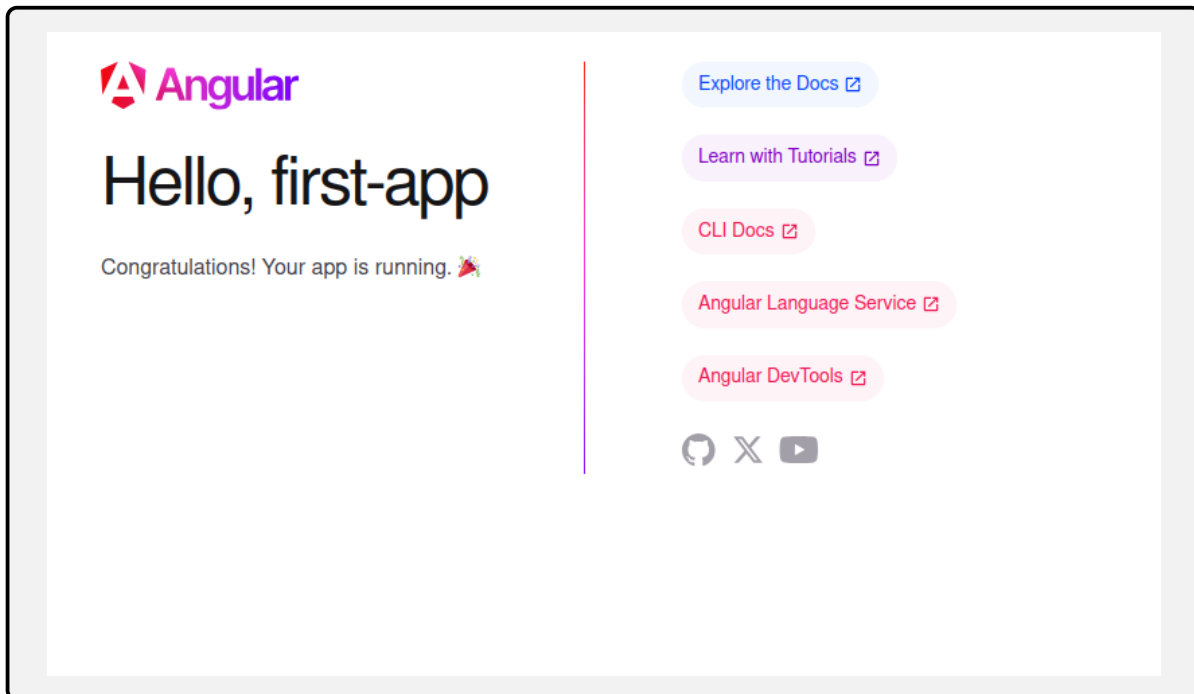 Angular
Hello, first-app
Congratulations! Your app is running. 🎉
Explore the Docs
Learn with Tutorials
CLI Docs
Angular Language Service
Angular DevTools